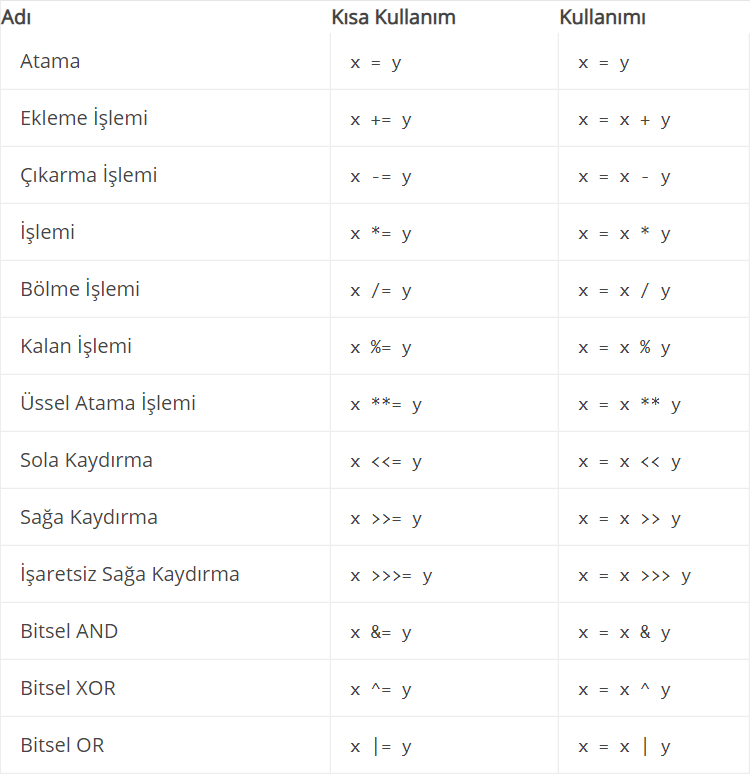 Adı Kısa Kullanım Kullanımı
Atama x = y x = y
Ekleme İşlemi x += y x = x + y
Çıkarma İşlemi x -= y x = x - y
İşlemi x *= y x = x * y
Bölme İşlemi x /= y x = x / y
Kalan İşlemi x %= y x = x % y
Üssel Atama İşlemi x **= y x = x ** y
Sola Kaydırma x <<= y x = x << y
Sağa Kaydırma x >>= y x = x >> y
İşaretsiz Sağa Kaydırma x >>>= y x = x >>> y
Bitsel AND x &= y x = x & y
Bitsel XOR x ^= y x = x ^ y
Bitsel OR x |= y x = x | y